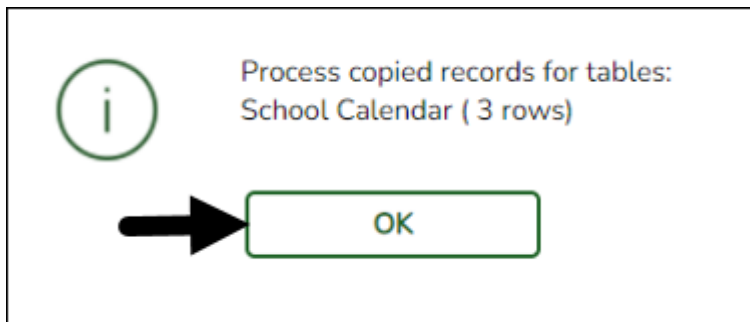 Process copied records for tables:
School Calendar ( 3 rows)
OK